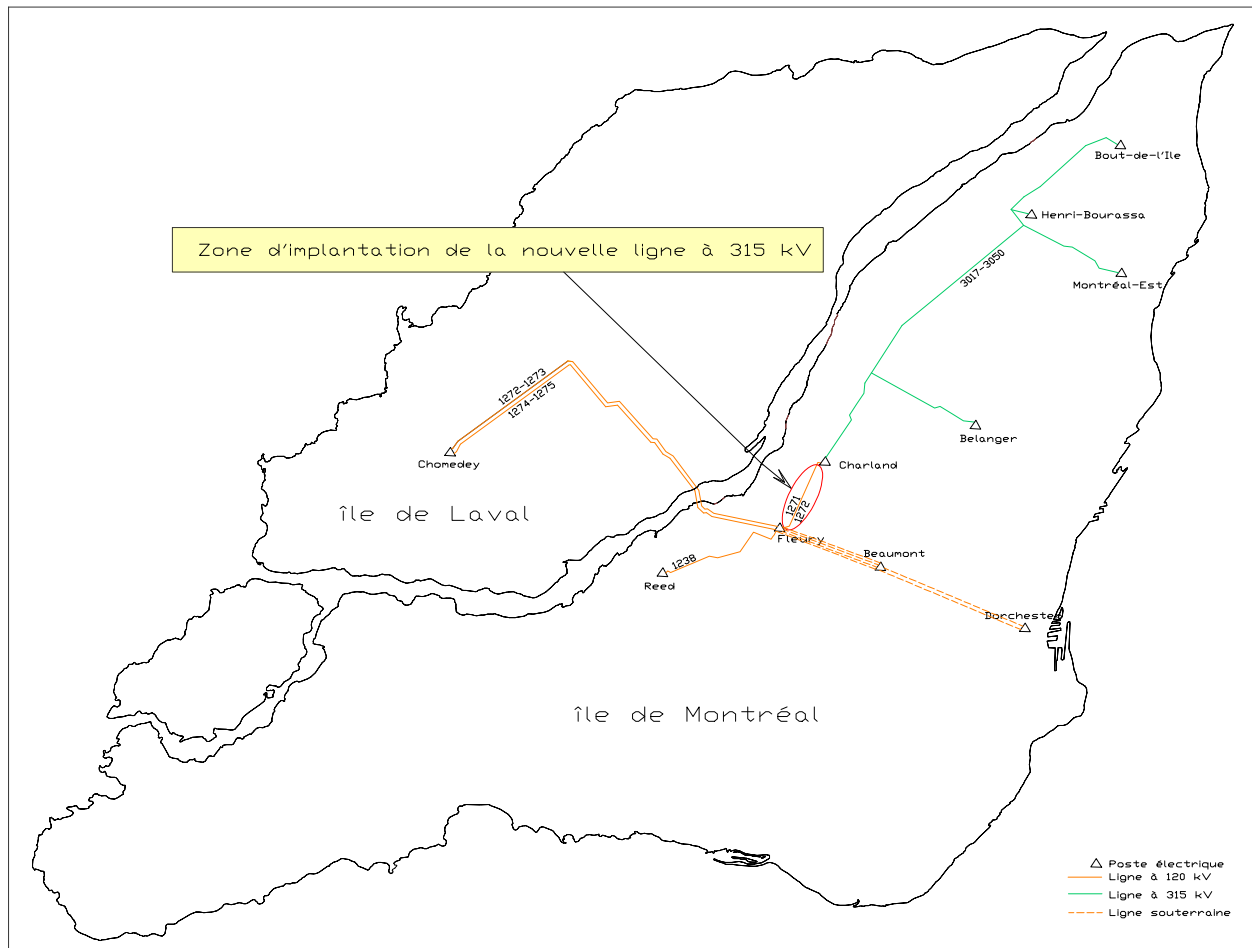 Bout-de-l'Ile
Henri-Bourassa
Zone d'implantation de la nouvelle ligne à 315 kV
3017-3050
Montréal-Est
1272-1273
1274-1275
Belanger
Chomedey
Charland
île de Laval
1271
1272
Fleury
Beaumont
1238
Reed
Dorchester
île de Montréal
Poste électrique
Ligne à 120 kV
Ligne à 315 kV
Ligne souterraine